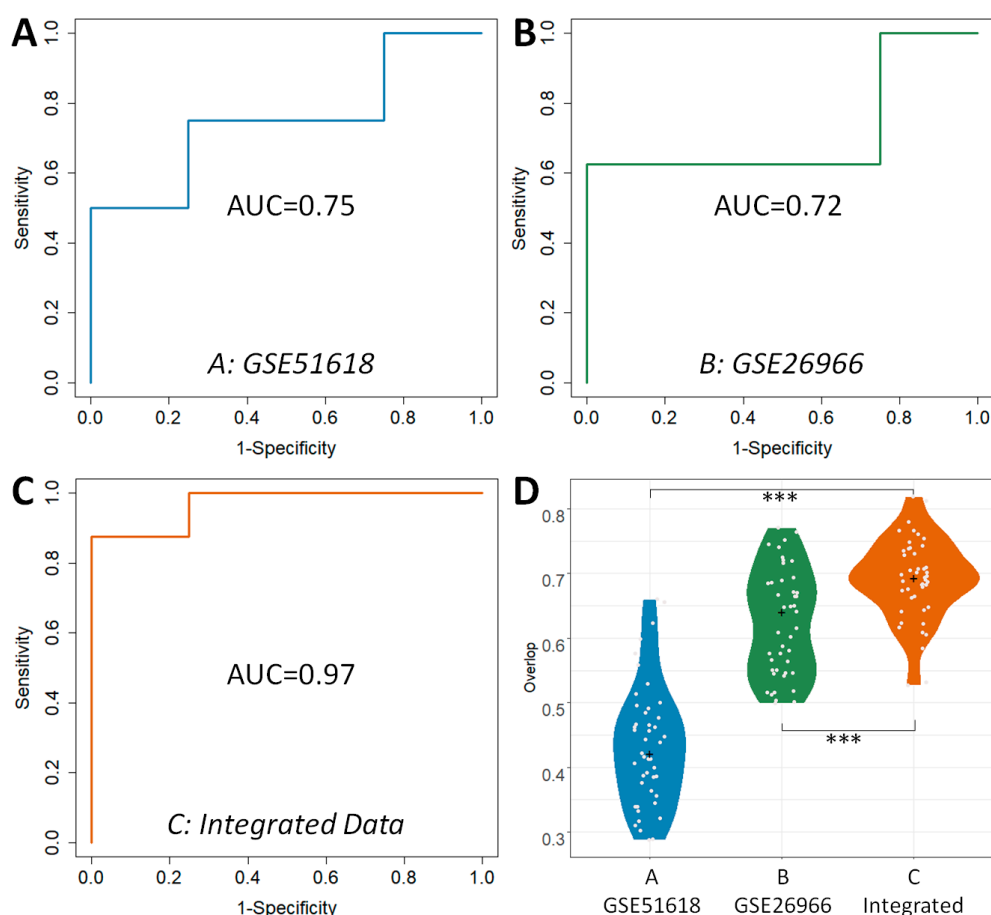 A
1.0
0.8
0.6
0.4
0.2
0.0
Sensitivity
AUC=0.75
A: GSE51618
0.0 0.2 0.4 0.6 0.8 1.0
1-Specificity
B
1.0
0.8
0.6
0.4
0.2
0.0
Sensitivity
AUC=0.72
B: GSE26966
0.0 0.2 0.4 0.6 0.8 1.0
1-Specificity
C
1.0
0.8
0.6
0.4
0.2
0.0
Sensitivity
AUC=0.97
C: Integrated Data
0.0 0.2 0.4 0.6 0.8 1.0
1-Specificity
D
***
0.8
0.7
0.6
0.5
0.4
0.3
Overlap
***
A B C
GSE51618 GSE26966 Integrated